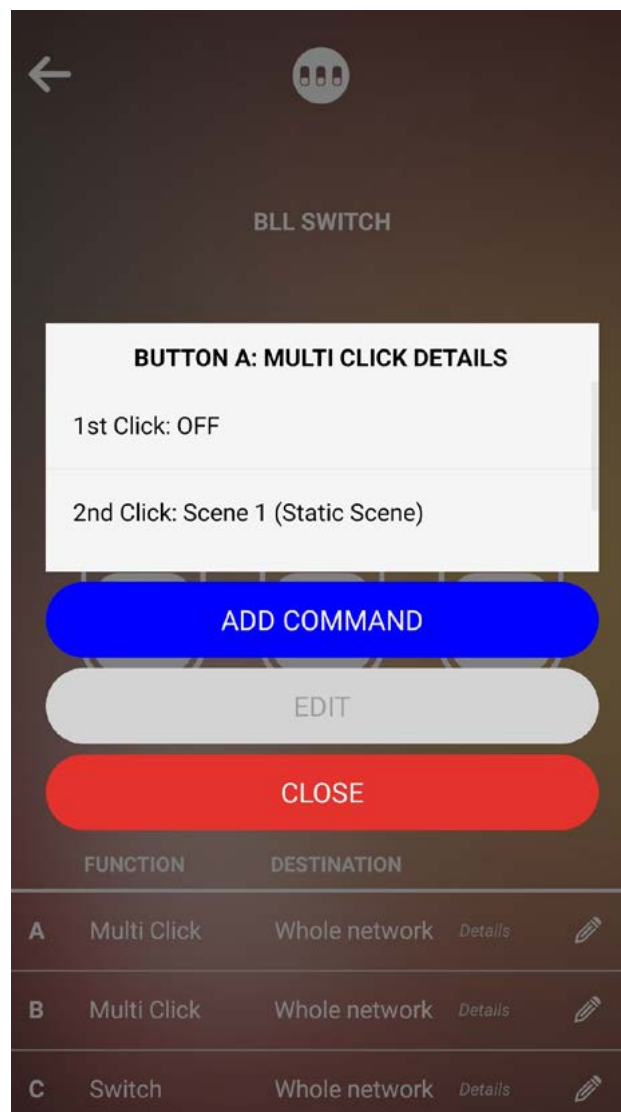 BLL SWITCH
BUTTON A: MULTI CLICK DETAILS
1st Click: OFF
2nd Click: Scene 1 (Static Scene)
ADD COMMAND
EDIT
CLOSE
FUNCTION DESTINATION
A Multi Click Whole network Details
B Multi Click Whole network Details
C Switch Whole network Details